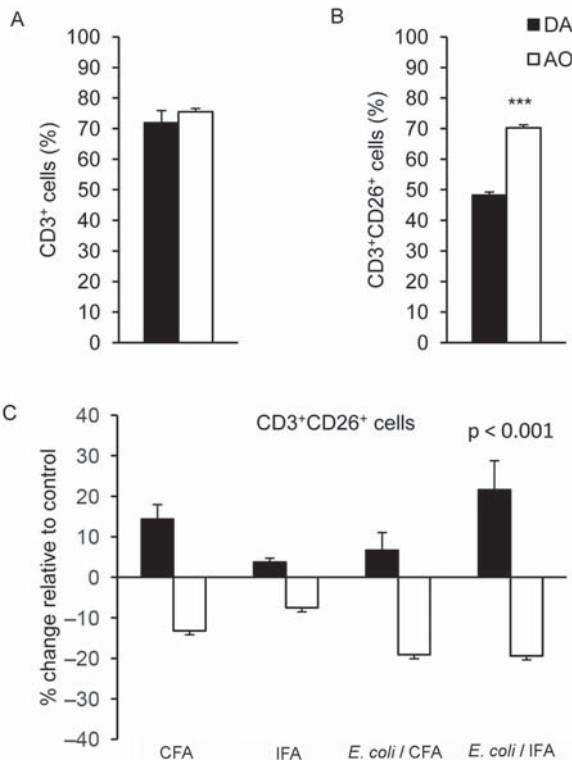 A
CD3+ cells (%)
100
90
80
70
60
50
40
30
20
10
0
B
DA
AO
CD3+CD26+ cells (%)
100
90
80
70
60
50
40
30
20
10
0
***
C
CD3+CD26+ cells
p < 0.001
% change relative to control
40
30
20
10
0
–10
–20
–30
–40
CFA IFA E. coli / CFA E. coli / IFA